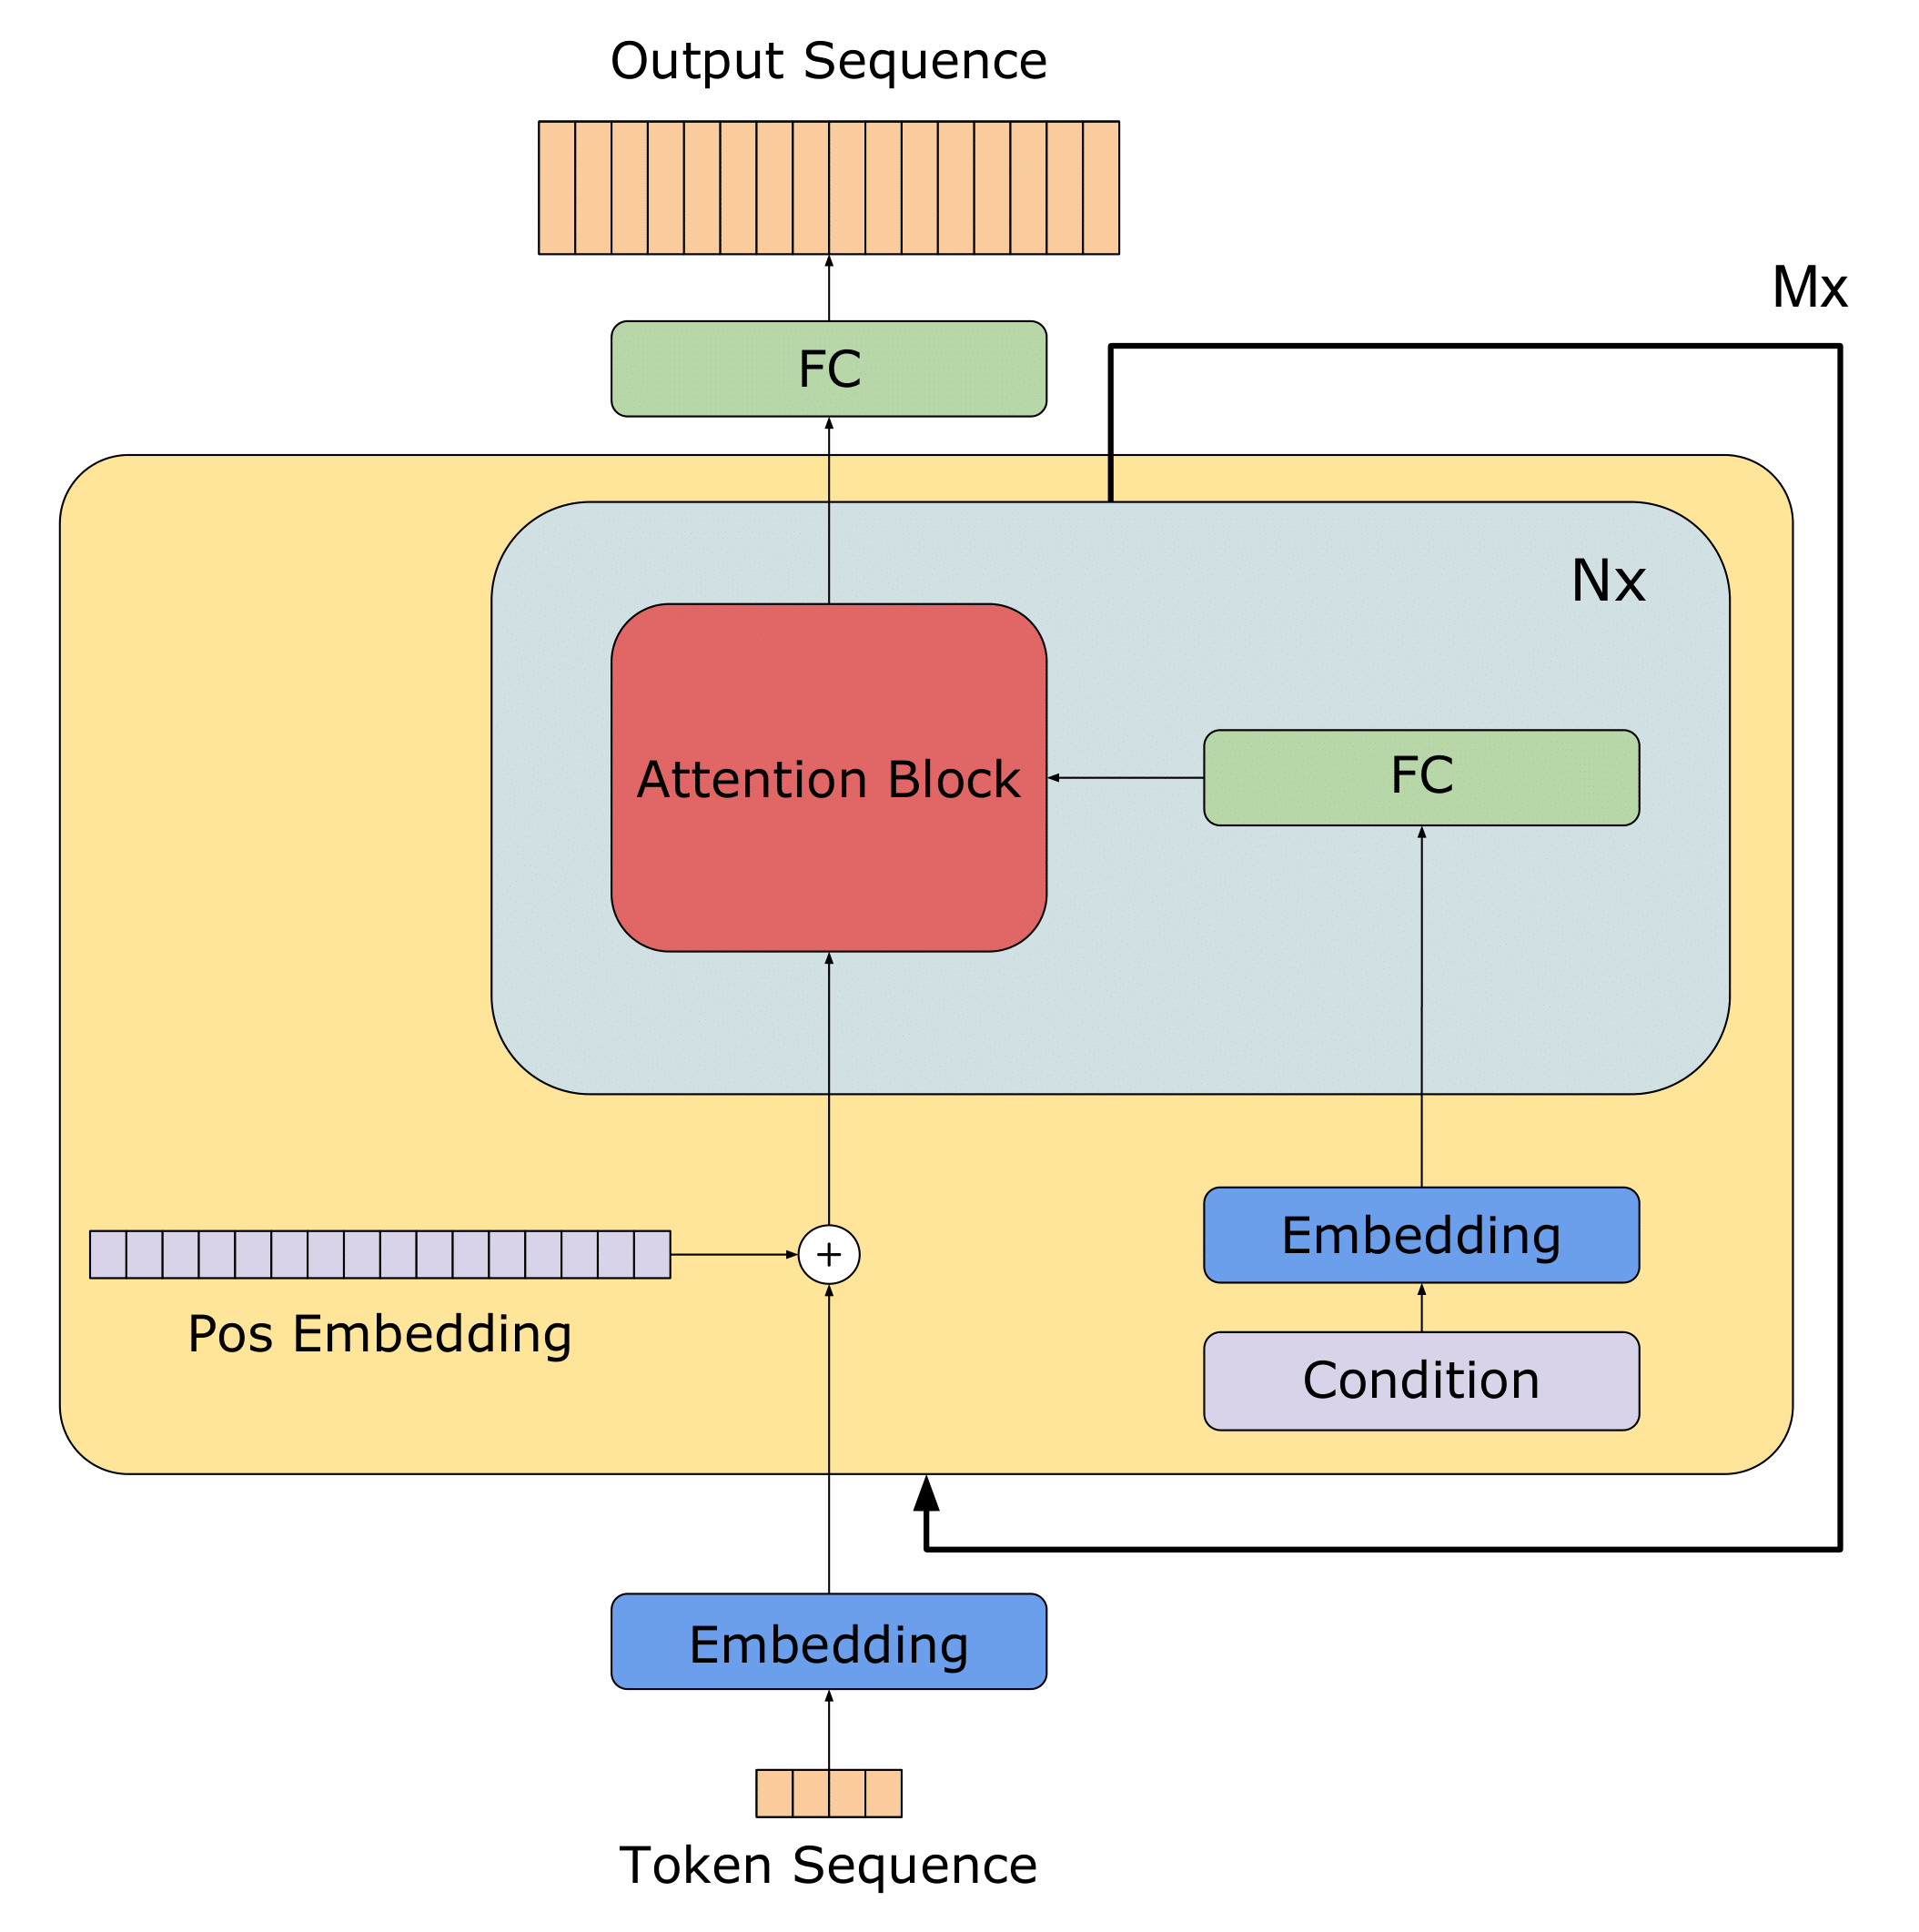 Output Sequence
FC
Mx
Nx
Attention Block
FC
Embedding
+
Pos Embedding
Condition
Embedding
Token Sequence